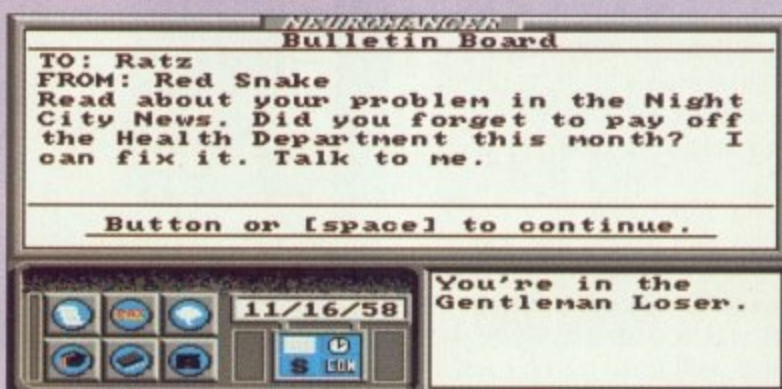 NEUROMANCER
Bulletin Board
TO: Ratz
FROM: Red Snake
Read about your problem in the Night
City News. Did you forget to pay off
the Health Department this month? I
can fix it. Talk to me.
Button or [space] to continue.
11/16/58
PAX
$ COM
You're in the
Gentleman Loser.